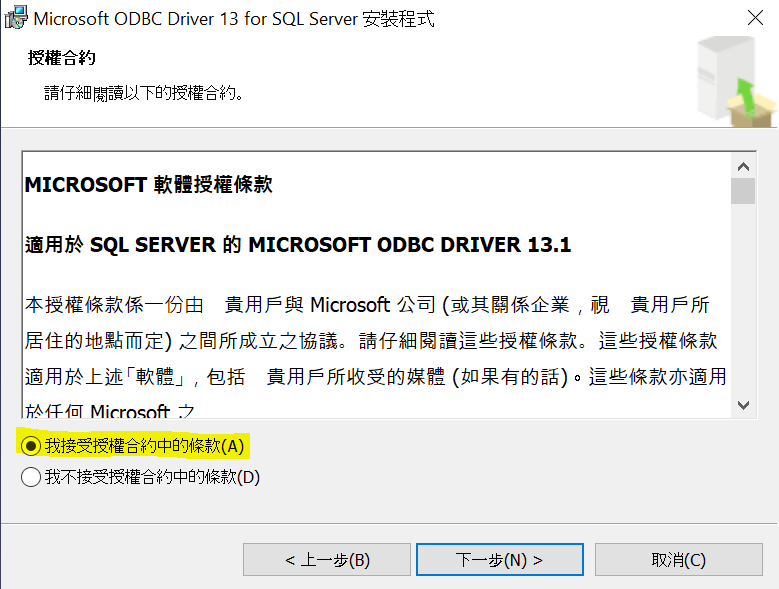 Microsoft ODBC Driver 13 for SQL Server 安裝程式
授權合約
請仔細閱讀以下的授權合約。
MICROSOFT 軟體授權條款
適用於 SQL SERVER 的 MICROSOFT ODBC DRIVER 13.1
本授權條款係一份由　貴用戶與 Microsoft 公司 (或其關係企業，視　貴用戶所
居住的地點而定) 之間所成立之協議。請仔細閱讀這些授權條款。這些授權條款
適用於上述「軟體」，包括　貴用戶所收受的媒體 (如果有的話)。這些條款亦適用
於任何 Microsoft 之
我接受授權合約中的條款(A)
我不接受授權合約中的條款(D)
< 上一步(B)
下一步(N) >
取消(C)